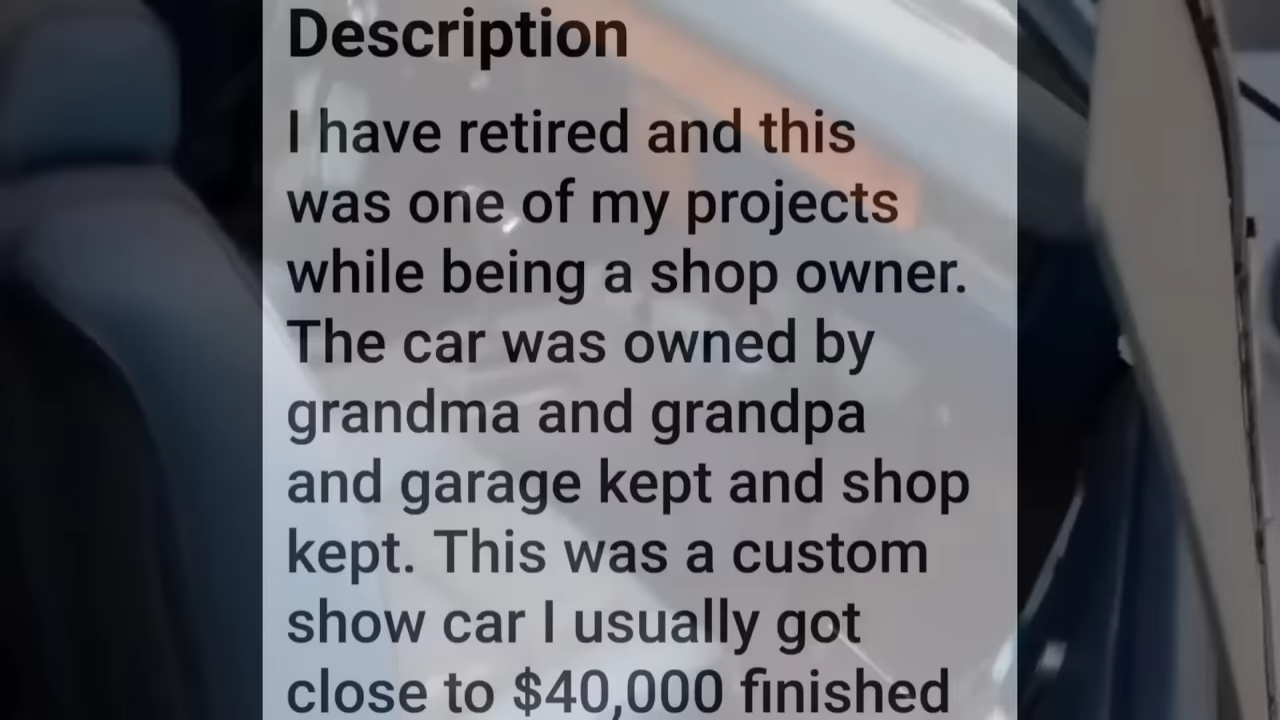 Description
I have retired and this
was one of my projects
while being a shop owner.
The car was owned by
grandma and grandpa
and garage kept and shop
kept. This was a custom
show car I usually got
close to $40,000 finished